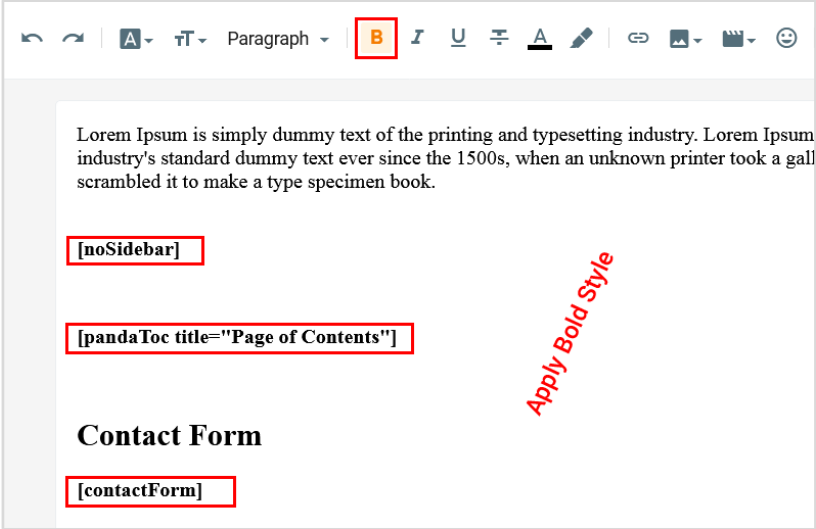 Paragraph B I U A
Lorem Ipsum is simply dummy text of the printing and typesetting industry. Lorem Ipsum
industry's standard dummy text ever since the 1500s, when an unknown printer took a gall
scrambled it to make a type specimen book.
[noSidebar]
[pandaToc title="Page of Contents"]
Apply Bold Style
Contact Form
[contactForm]